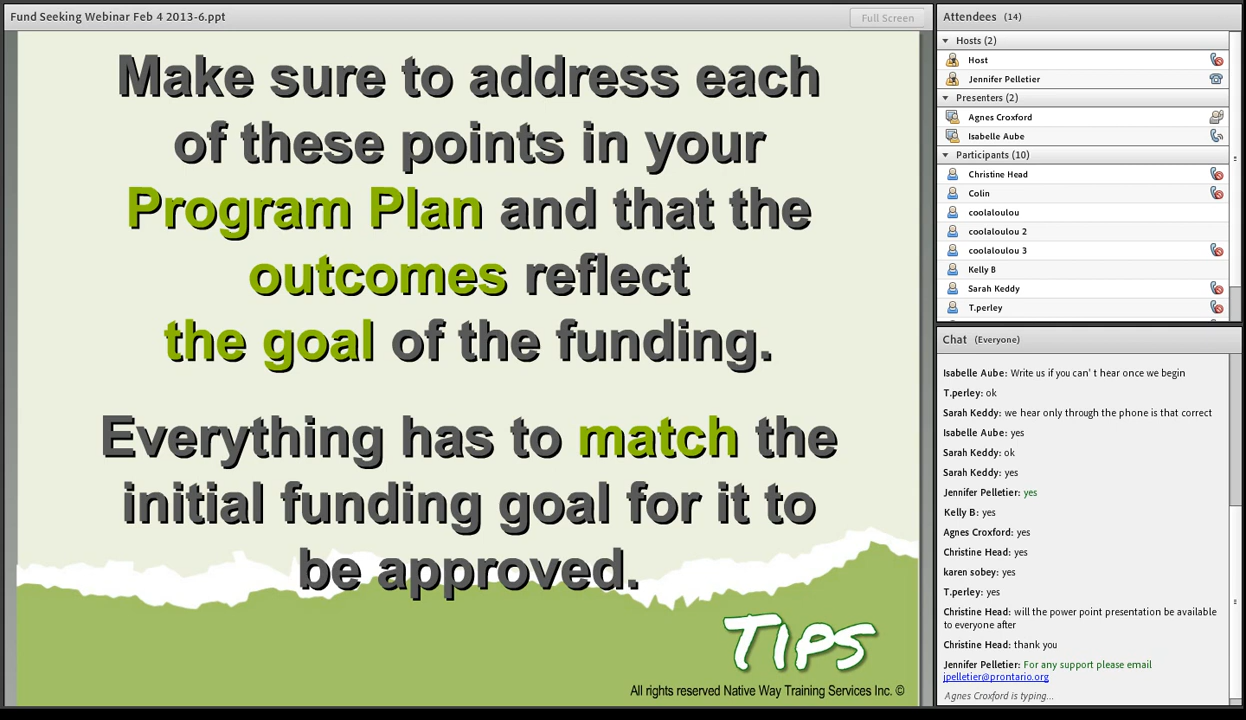 Fund Seeking Webinar Feb 4 2013-6.ppt
Full Screen
Make sure to address each
of these points in your
Program Plan and that the
outcomes reflect
the goal of the funding.
Everything has to match the
initial funding goal for it to
be approved.
TIPS
All rights reserved Native Way Training Services Inc. ©
Attendees (14)
Hosts (2)
Host
Jennifer Pelletier
Presenters (2)
Agnes Croxford
Isabelle Aube
Participants (10)
Christine Head
Colin
coolaloulou
coolaloulou 2
coolaloulou 3
Kelly B
Sarah Keddy
T.perley
Chat (Everyone)
Isabelle Aube: Write us if you can' t hear once we begin
T.perley: ok
Sarah Keddy: we hear only through the phone is that correct
Isabelle Aube: yes
Sarah Keddy: ok
Sarah Keddy: yes
Jennifer Pelletier: yes
Kelly B: yes
Agnes Croxford: yes
Christine Head: yes
karen sobey: yes
T.perley: yes
Christine Head: will the power point presentation be available
to everyone after
Christine Head: thank you
Jennifer Pelletier: For any support please email
jpelletier@prontario.org
Agnes Croxford is typing...